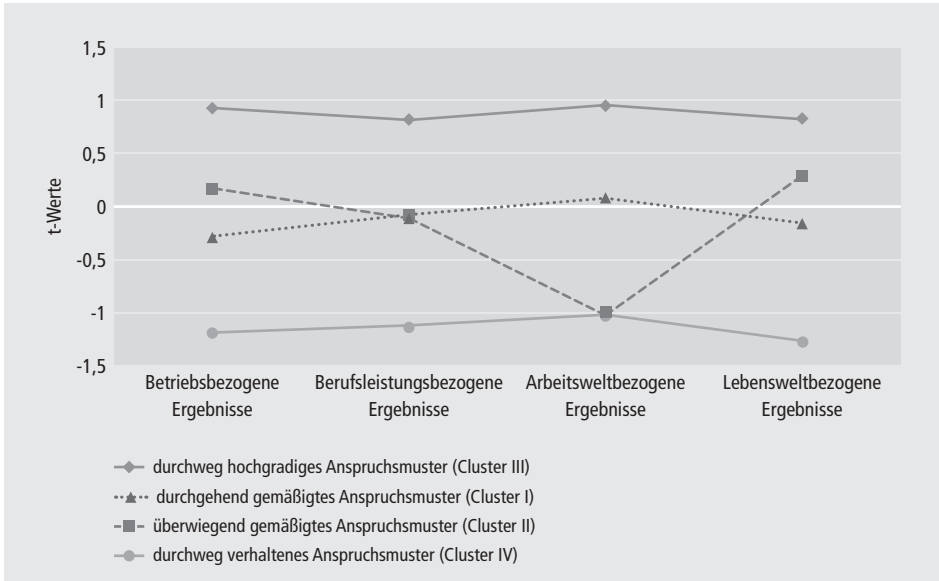 t-Werte
1,5
1
0,5
0
-0,5
-1
-1,5
Betriebsbezogene
Ergebnisse
Berufsleistungsbezogene
Ergebnisse
Arbeitsweltbezogene
Ergebnisse
Lebensweltbezogene
Ergebnisse
durchweg hochgradiges Anspruchsmuster (Cluster III)
durchgehend gemäßigtes Anspruchsmuster (Cluster I)
überwiegend gemäßigtes Anspruchsmuster (Cluster II)
durchweg verhaltenes Anspruchsmuster (Cluster IV)